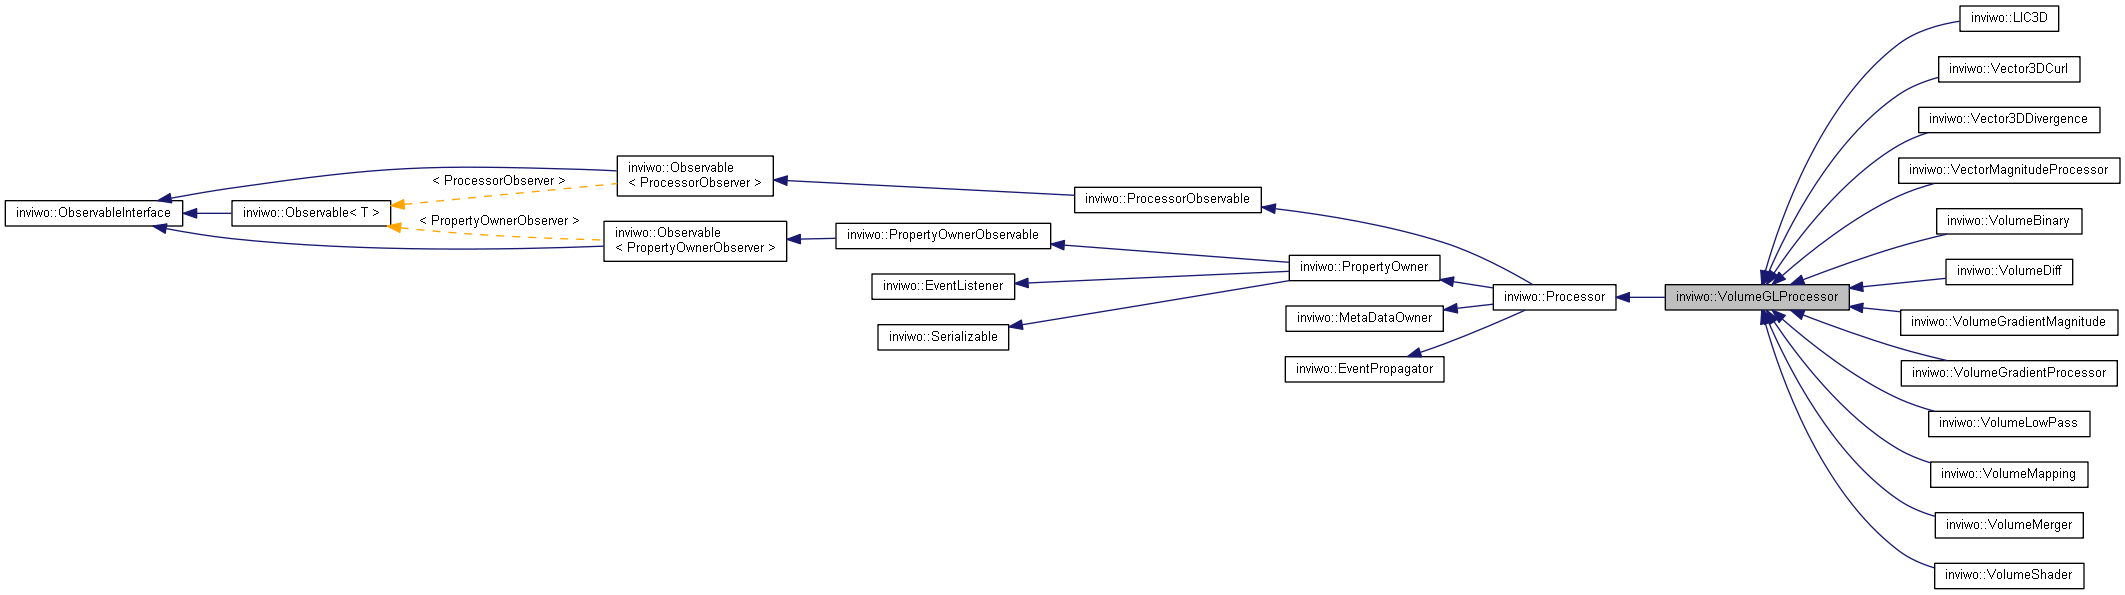 inviwo::ObservableInterface
inviwo::Observable< T >
< ProcessorObserver >
< PropertyOwnerObserver >
inviwo::Observable
< ProcessorObserver >
inviwo::Observable
< PropertyOwnerObserver >
inviwo::PropertyOwnerObservable
inviwo::EventListener
inviwo::Serializable
inviwo::ProcessorObservable
inviwo::PropertyOwner
inviwo::MetaDataOwner
inviwo::EventPropagator
inviwo::Processor
inviwo::VolumeGLProcessor
inviwo::LIC3D
inviwo::Vector3DCurl
inviwo::Vector3DDivergence
inviwo::VectorMagnitudeProcessor
inviwo::VolumeBinary
inviwo::VolumeDiff
inviwo::VolumeGradientMagnitude
inviwo::VolumeGradientProcessor
inviwo::VolumeLowPass
inviwo::VolumeMapping
inviwo::VolumeMerger
inviwo::VolumeShader